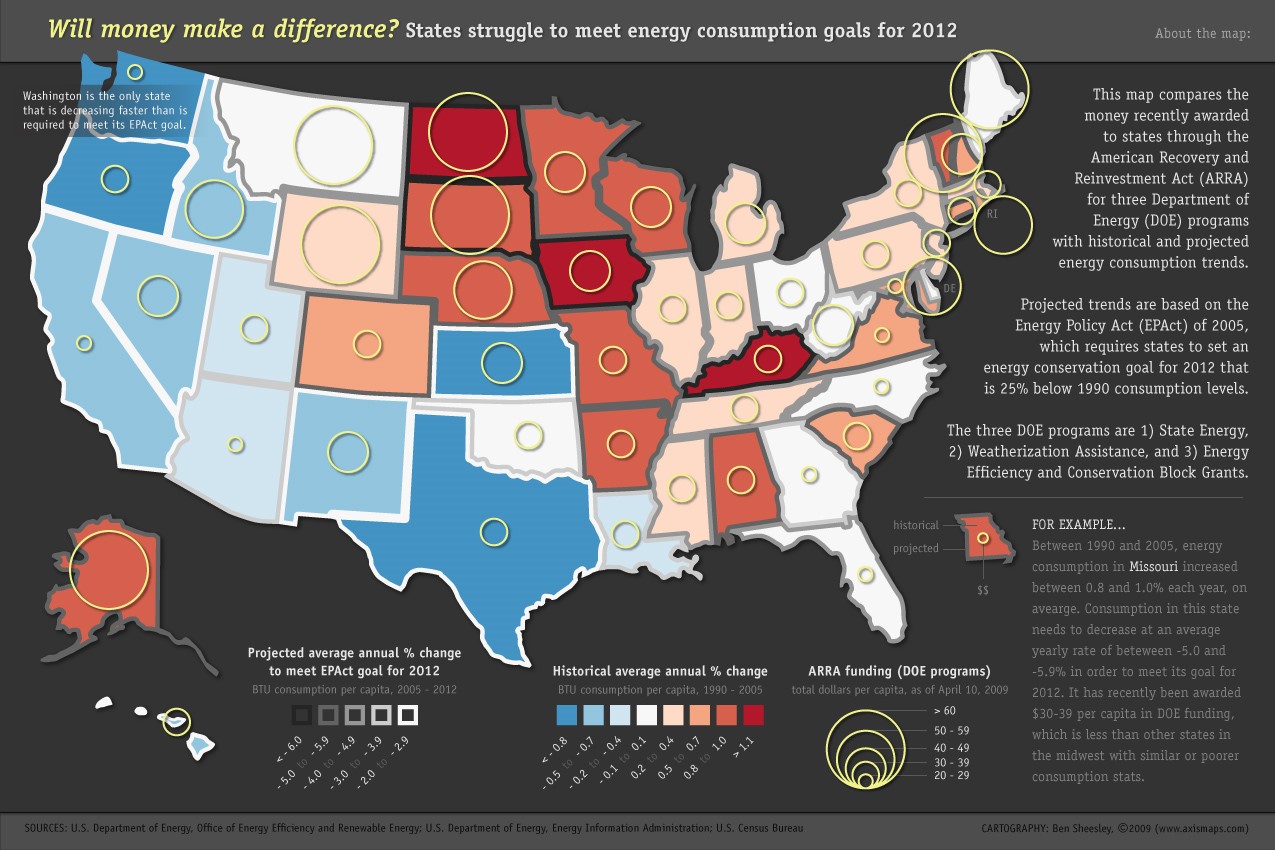 Will money make a difference? States struggle to meet energy consumption goals for 2012
About the map:
Washington is the only state
that is decreasing faster than is
required to meet its EPAct goal.
This map compares the
money recently awarded
to states through the
American Recovery and
Reinvestment Act (ARRA)
for three Department of
Energy (DOE) programs
with historical and projected
energy consumption trends.
RI
DE
Projected trends are based on the
Energy Policy Act (EPAct) of 2005,
which requires states to set an
energy conservation goal for 2012 that
is 25% below 1990 consumption levels.
The three DOE programs are 1) State Energy,
2) Weatherization Assistance, and 3) Energy
Efficiency and Conservation Block Grants.
historical
projected
$$
FOR EXAMPLE...
Between 1990 and 2005, energy
consumption in Missouri increased
between 0.8 and 1.0% each year, on
avearge. Consumption in this state
needs to decrease at an average
yearly rate of beteween -5.0 and
-5.9% in order to meet its goal for
2012. It has recently been awarded
$30-39 per capita in DOE funding,
which is less than other states in
the midwest with similar or poorer
consumption stats.
Projected average annual % change
to meet EPAct goal for 2012
BTU consumption per capita, 2005 - 2012
< - 6.0
-5.0 to -5.9
-4.0 to -4.9
-3.0 to -3.9
-2.0 to -2.9
Historical average annual % change
BTU consumption per capita, 1990 - 2005
< - 0.8
-0.5 to -0.7
-0.2 to -0.4
-0.1 to 0.1
0.2 to 0.4
0.5 to 0.7
0.8 to 1.0
> 1.1
ARRA funding (DOE programs)
total dollars per capita, as of April 10, 2009
> 60
50 - 59
40 - 49
30 - 39
20 - 29
SOURCES: U.S. Department of Energy, Office of Energy Efficiency and Renewable Energy; U.S. Department of Energy, Energy Information Administration; U.S. Census Bureau
CARTOGRAPHY: Ben Sheesley, ©2009 (www.axismaps.com)